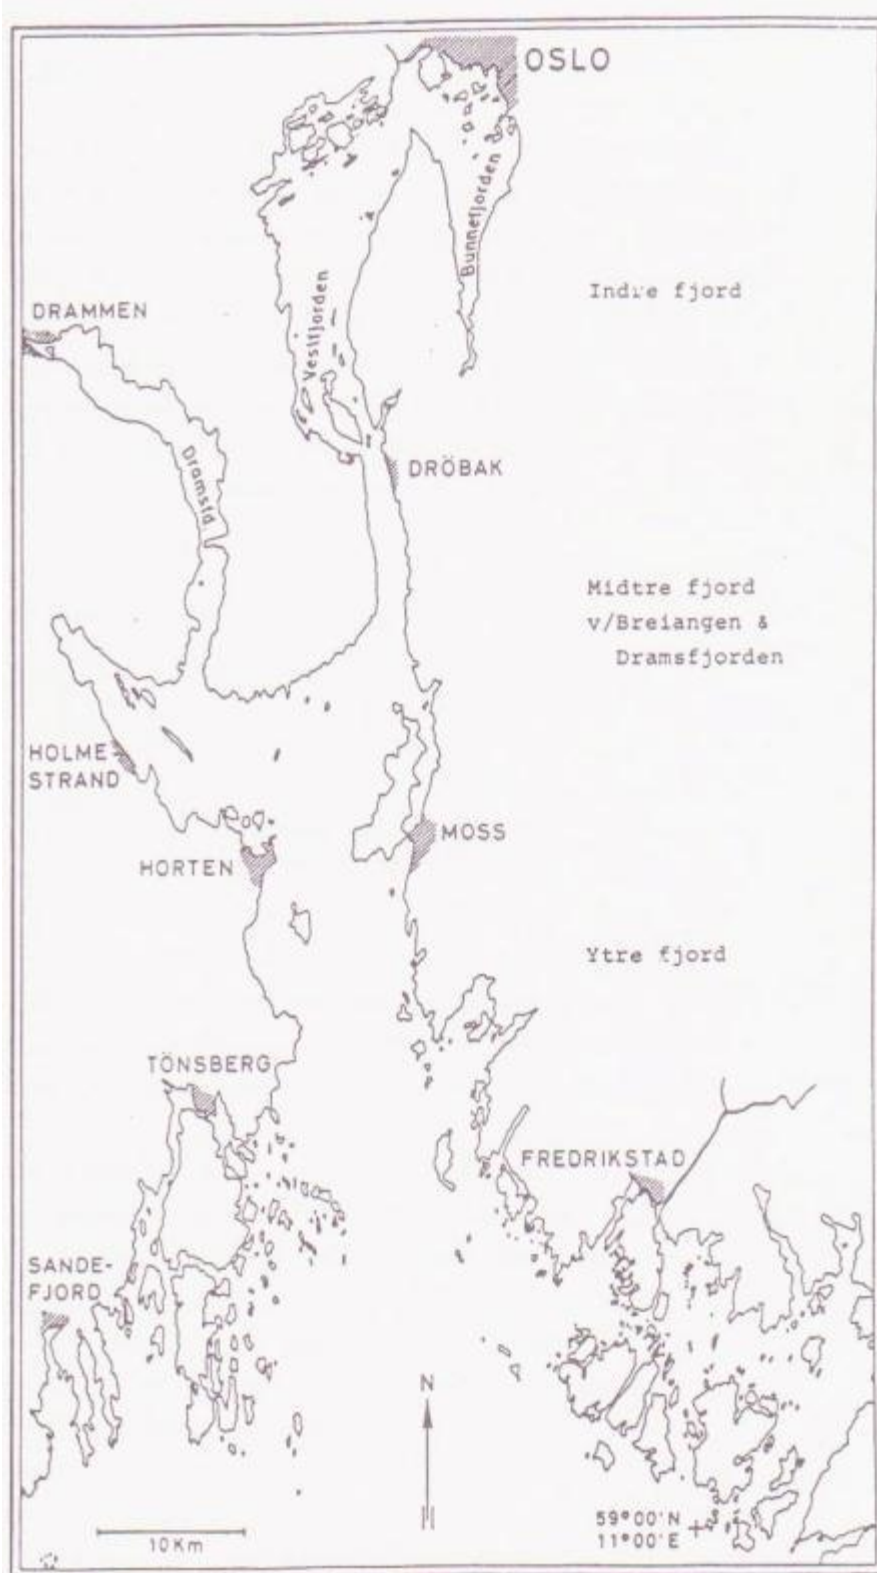 OSLO
Bunnefjorden
Indre fjord
DRAMMEN
Vestfjorden
DRÖBAK
Dramsfd.
Midtre fjord
v/Breiangen &
Dramsfjorden
HOLME-
STRAND
MOSS
HORTEN
Ytre fjord
TÖNSBERG
FREDRIKSTAD
SANDE-
FJORD
N
59°00'N
11°00'E
10Km